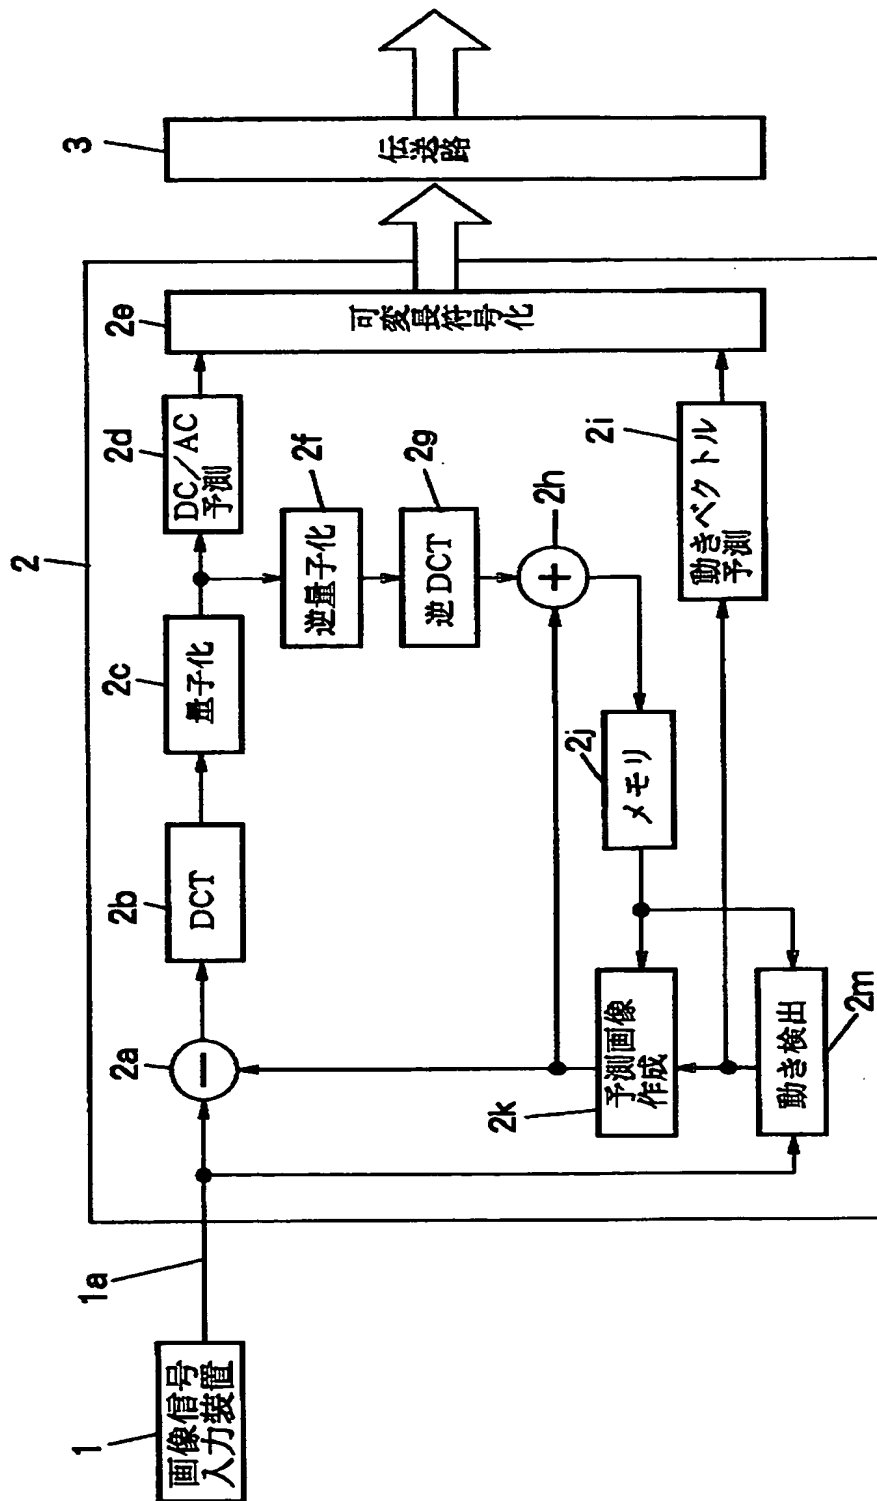 1
画像信号
入力装置
1a
2
2a
－
2b
DCT
2c
量子化
2d
DC／AC
予測
2e
可変長符号化
3
伝送路
2f
逆量子化
2g
逆DCT
2h
＋
2i
動きベクトル
予測
2j
メモリ
2k
予測画像
作成
2m
動き検出